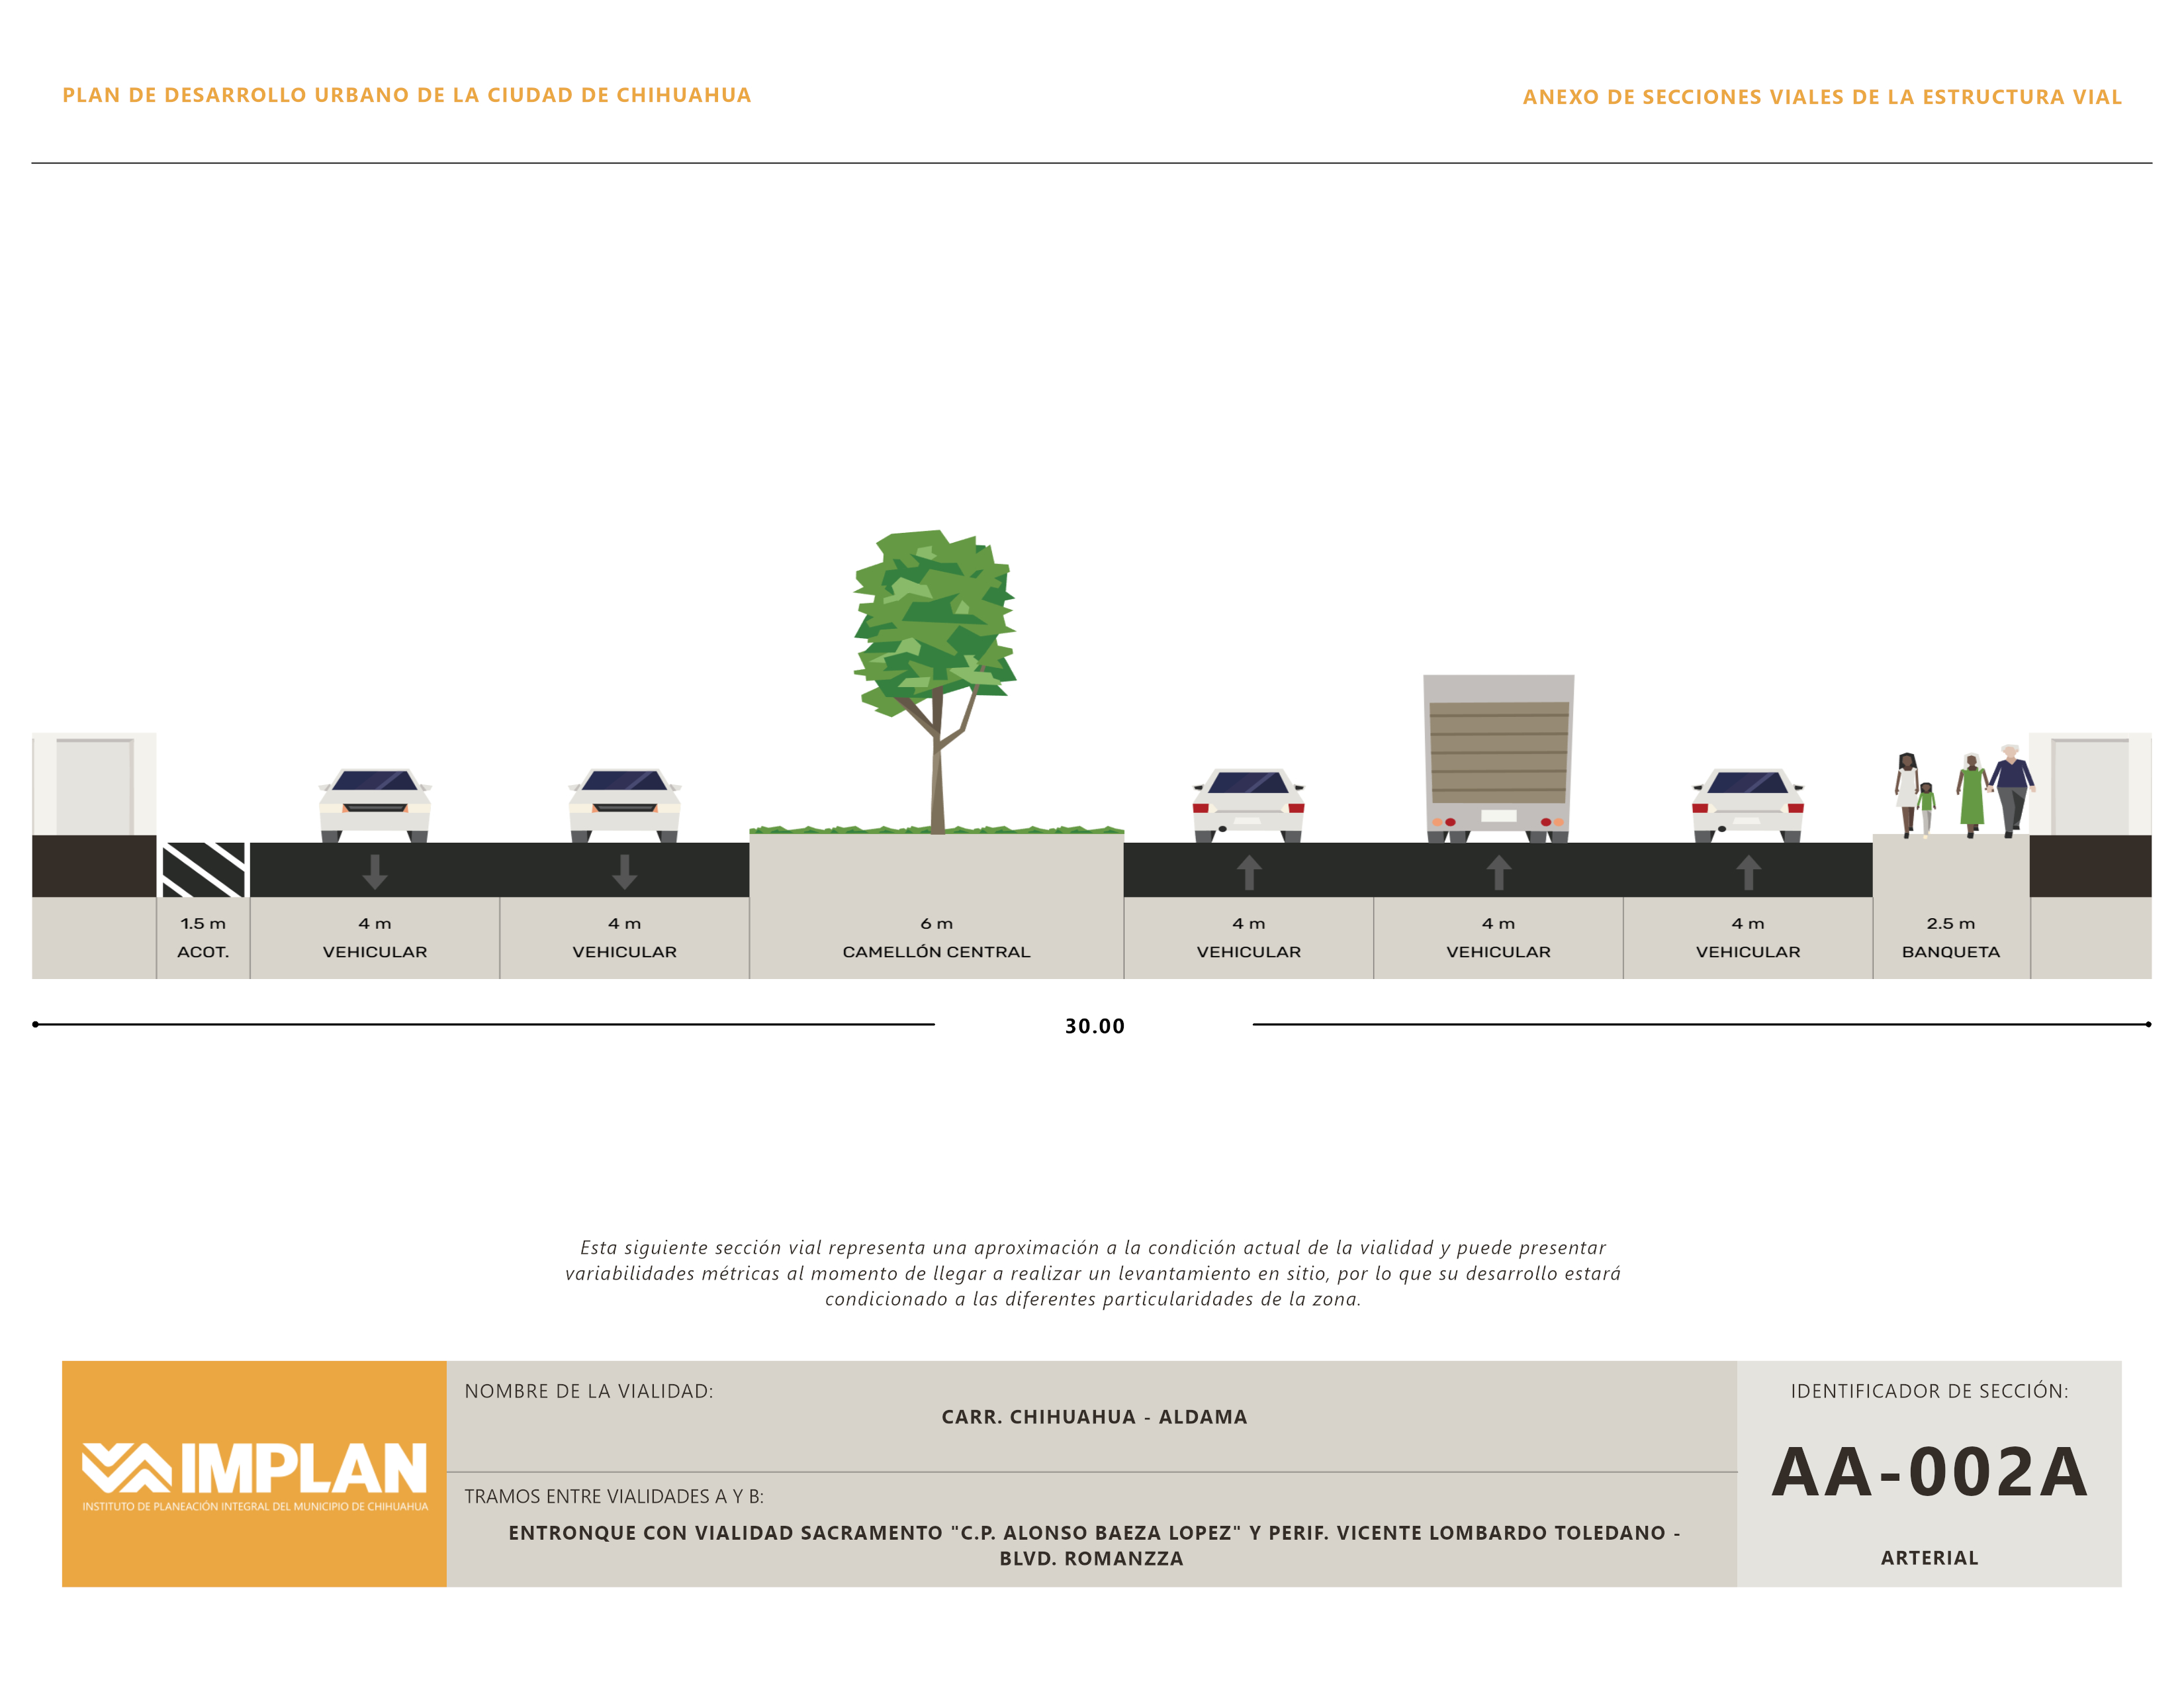 PLAN DE DESARROLLO URBANO DE LA CIUDAD DE CHIHUAHUA
ANEXO DE SECCIONES VIALES DE LA ESTRUCTURA VIAL
1.5 m
ACOT.
4 m
VEHICULAR
4 m
VEHICULAR
6 m
CAMELLÓN CENTRAL
4 m
VEHICULAR
4 m
VEHICULAR
4 m
VEHICULAR
2.5 m
BANQUETA
30.00
Esta siguiente sección vial representa una aproximación a la condición actual de la vialidad y puede presentar
variabilidades métricas al momento de llegar a realizar un levantamiento en sitio, por lo que su desarrollo estará
condicionado a las diferentes particularidades de la zona.
IMPLAN
INSTITUTO DE PLANEACIÓN INTEGRAL DEL MUNICIPIO DE CHIHUAHUA
NOMBRE DE LA VIALIDAD:
CARR. CHIHUAHUA - ALDAMA
TRAMOS ENTRE VIALIDADES A Y B:
ENTRONQUE CON VIALIDAD SACRAMENTO "C.P. ALONSO BAEZA LOPEZ" Y PERIF. VICENTE LOMBARDO TOLEDANO -
BLVD. ROMANZZA
IDENTIFICADOR DE SECCIÓN:
AA-002A
ARTERIAL